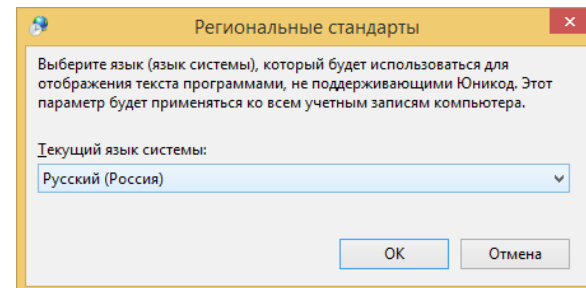 Региональные стандарты
Выберите язык (язык системы), который будет использоваться для
отображения текста программами, не поддерживающими Юникод. Этот
параметр будет применяться ко всем учетным записям компьютера.
Текущий язык системы:
Русский (Россия)
ОК
Отмена